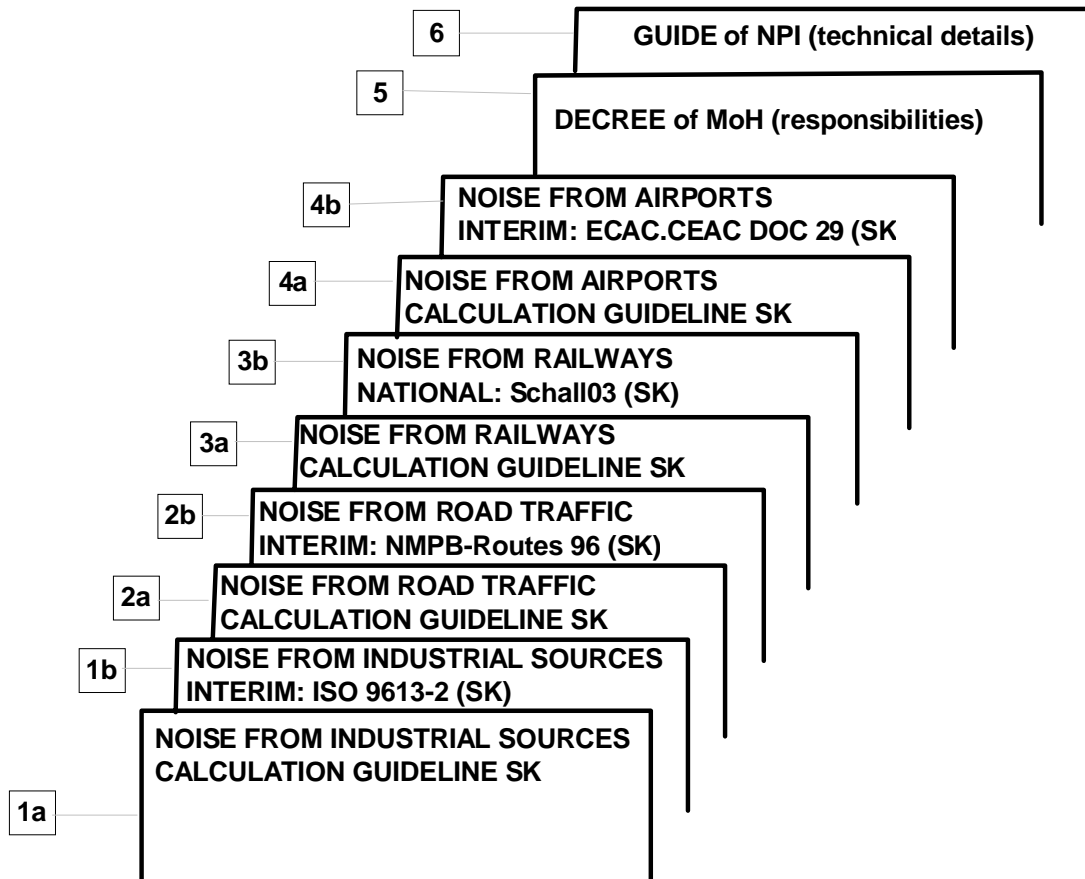 6
GUIDE of NPI (technical details)
5
DECREE of MoH (responsibilities)
4b
NOISE FROM AIRPORTS
INTERIM: ECAC.CEAC DOC 29 (SK
4a
NOISE FROM AIRPORTS
CALCULATION GUIDELINE SK
3b
NOISE FROM RAILWAYS
NATIONAL: Schall03 (SK)
3a
NOISE FROM RAILWAYS
CALCULATION GUIDELINE SK
2b
NOISE FROM ROAD TRAFFIC
INTERIM: NMPB-Routes 96 (SK)
2a
NOISE FROM ROAD TRAFFIC
CALCULATION GUIDELINE SK
1b
NOISE FROM INDUSTRIAL SOURCES
INTERIM: ISO 9613-2 (SK)
NOISE FROM INDUSTRIAL SOURCES
CALCULATION GUIDELINE SK
1a